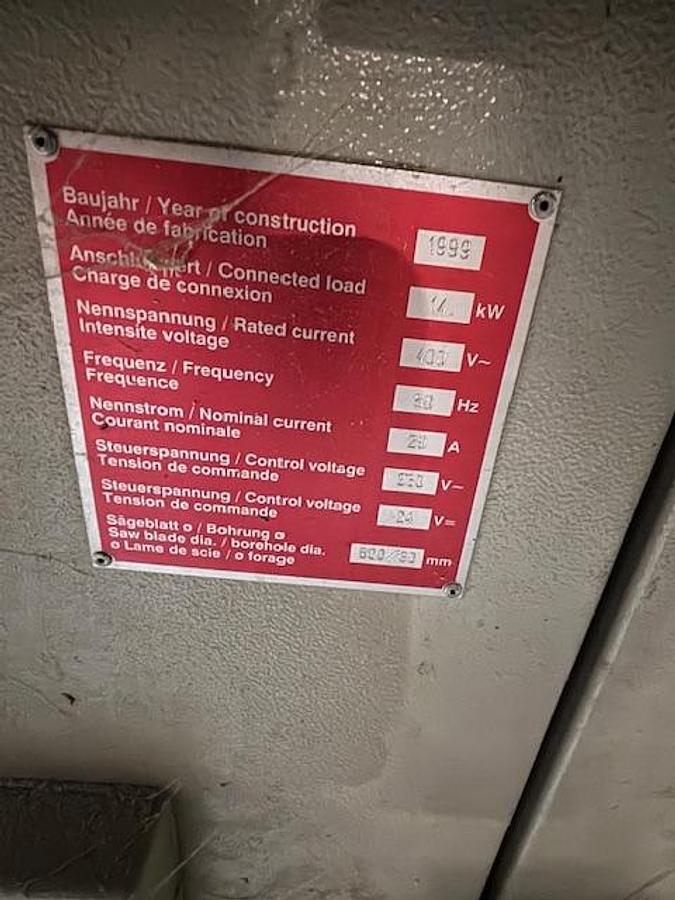 Baujahr / Year of construction
Année de fabrication
1999
Anschlußwert / Connected load
Charge de connexion
14 kW
Nennspannung / Rated current
Intensite voltage
400 V~
Frequenz / Frequency
Frequence
Hz
Nennstrom / Nominal current
Courant nominale
A
Steuerspannung / Control voltage
Tension de commande
V~
Steuerspannung / Control voltage
Tension de commande
24 V=
Sägeblatt ø / Bohrung ø
Saw blade dia. / borehole dia.
ø Lame de scie / ø forage
mm